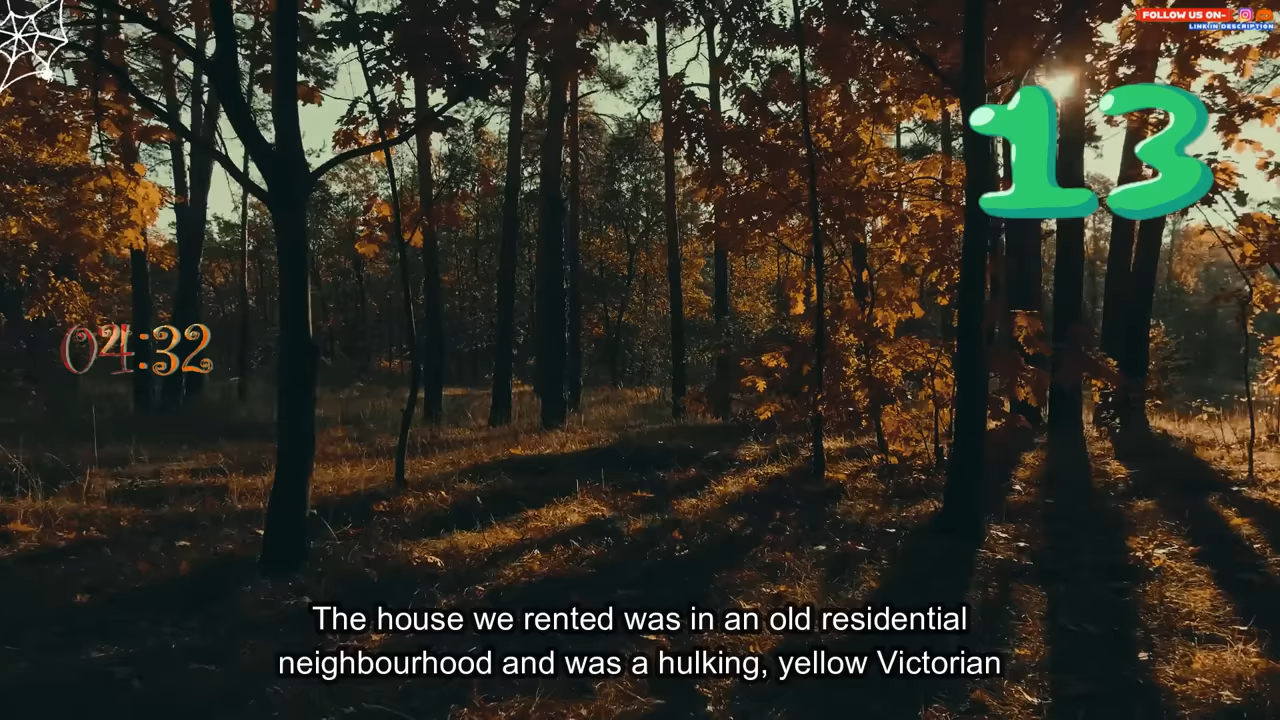 FOLLOW US ON-
LINK IN DESCRIPTION
13
04:32
The house we rented was in an old residential
neighbourhood and was a hulking, yellow Victorian